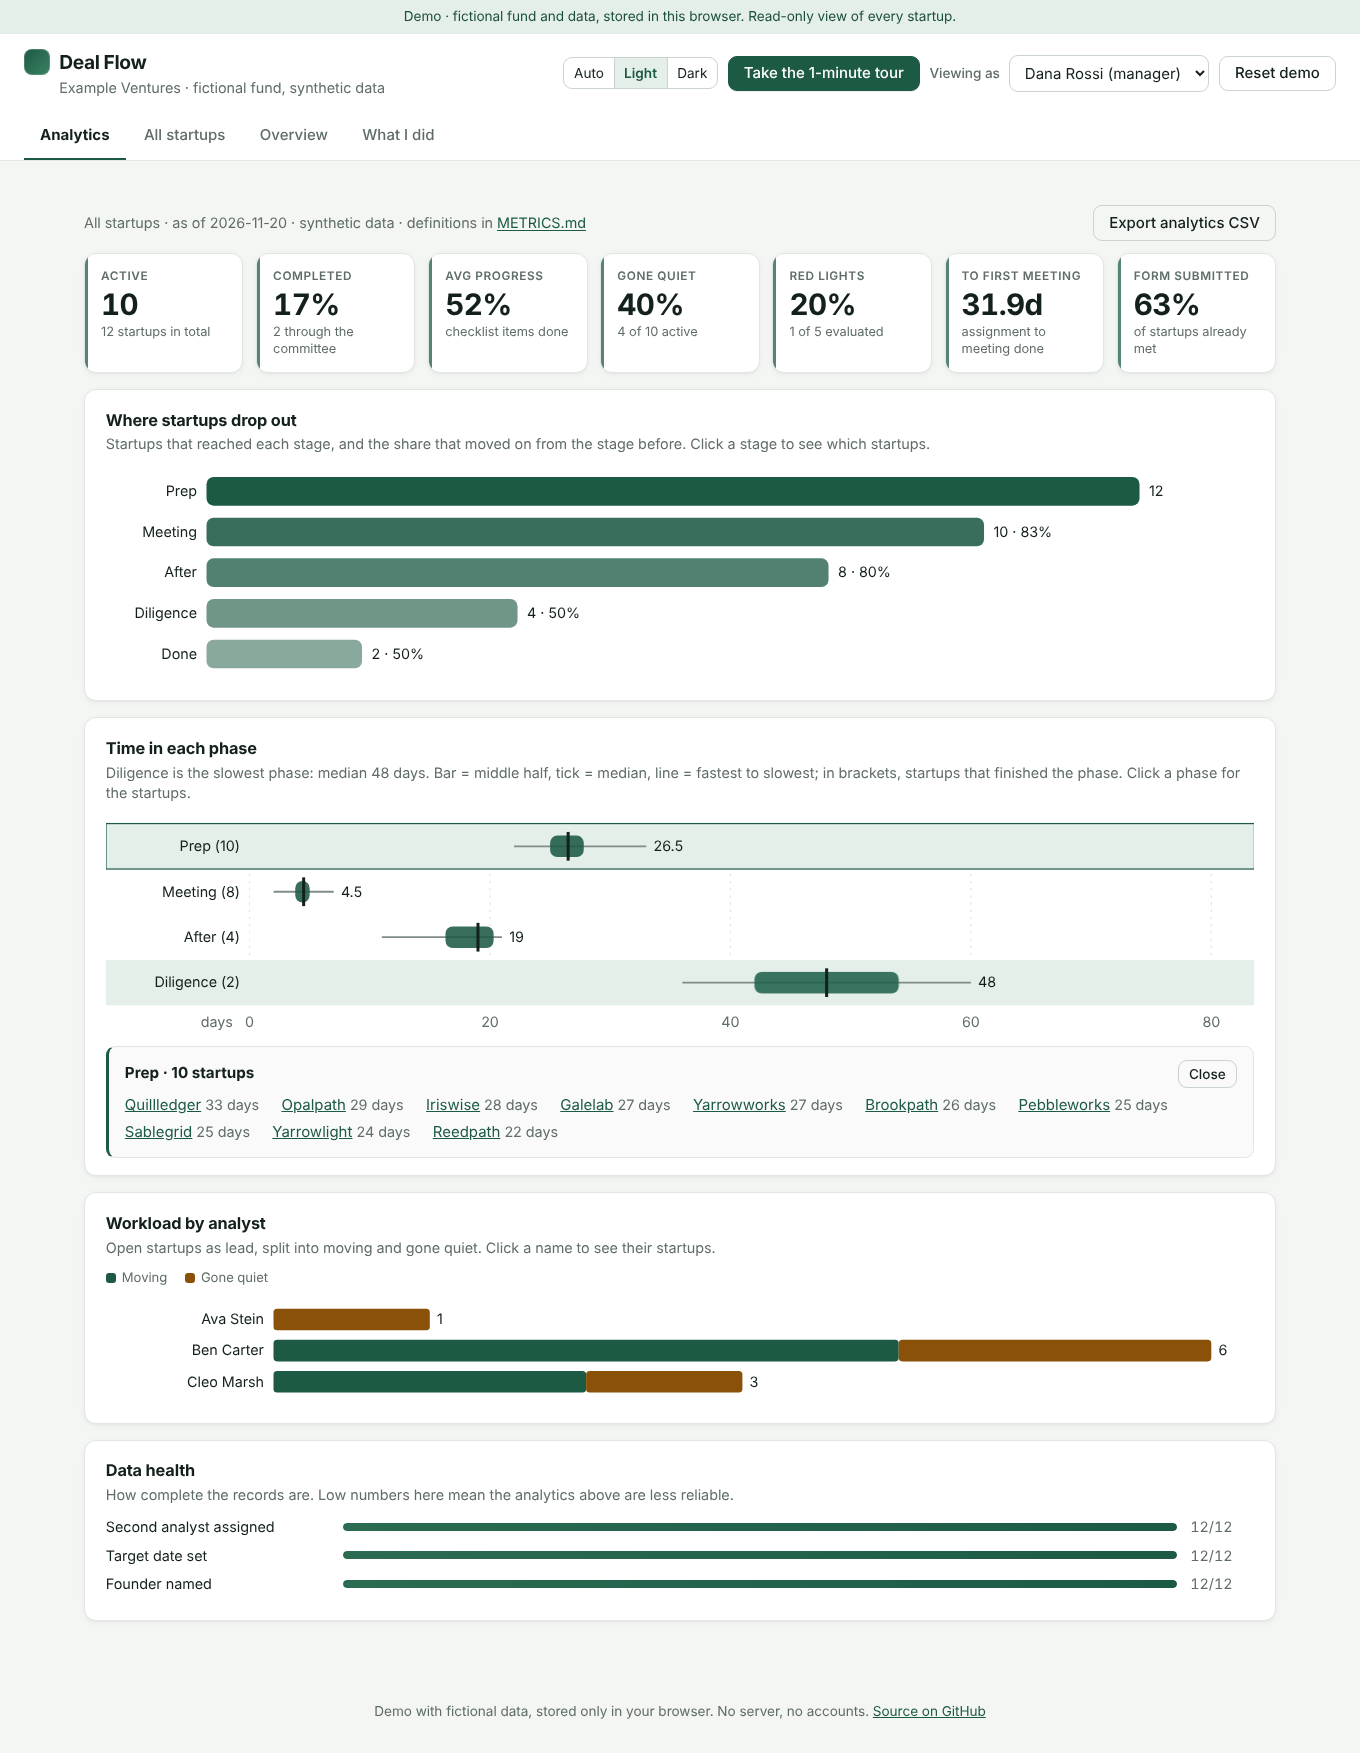 Demo · fictional fund and data, stored in this browser. Read-only view of every startup.
Deal Flow
Example Ventures · fictional fund, synthetic data
Auto Light Dark
Take the 1-minute tour
Viewing as
Dana Rossi (manager)
Reset demo
Analytics
All startups
Overview
What I did
All startups · as of 2026-11-20 · synthetic data · definitions in METRICS.md
Export analytics CSV
ACTIVE
10
12 startups in total
COMPLETED
17%
2 through the
committee
AVG PROGRESS
52%
checklist items done
GONE QUIET
40%
4 of 10 active
RED LIGHTS
20%
1 of 5 evaluated
TO FIRST MEETING
31.9d
assignment to
meeting done
FORM SUBMITTED
63%
of startups already
met
Where startups drop out
Startups that reached each stage, and the share that moved on from the stage before. Click a stage to see which startups.
Prep 12
Meeting 10 · 83%
After 8 · 80%
Diligence 4 · 50%
Done 2 · 50%
Time in each phase
Diligence is the slowest phase: median 48 days. Bar = middle half, tick = median, line = fastest to slowest; in brackets, startups that finished the phase. Click a phase for
the startups.
Prep (10) 26.5
Meeting (8) 4.5
After (4) 19
Diligence (2) 48
days 0 20 40 60 80
Prep · 10 startups
Close
Quillledger 33 days Opalpath 29 days Iriswise 28 days Galelab 27 days Yarrowworks 27 days Brookpath 26 days Pebbleworks 25 days
Sablegrid 25 days Yarrowlight 24 days Reedpath 22 days
Workload by analyst
Open startups as lead, split into moving and gone quiet. Click a name to see their startups.
Moving Gone quiet
Ava Stein 1
Ben Carter 6
Cleo Marsh 3
Data health
How complete the records are. Low numbers here mean the analytics above are less reliable.
Second analyst assigned 12/12
Target date set 12/12
Founder named 12/12
Demo with fictional data, stored only in your browser. No server, no accounts. Source on GitHub